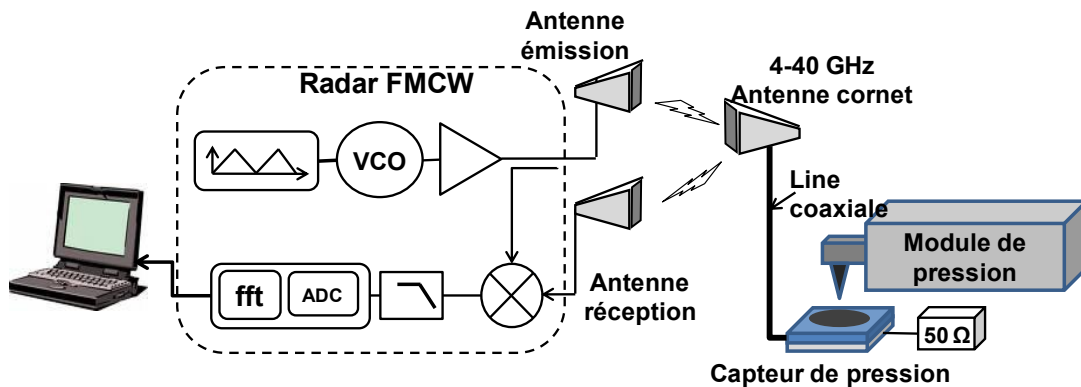 Antenne
émission
4-40 GHz
Antenne cornet
Radar FMCW
VCO
Line
coaxiale
Module de
pression
fft
ADC
Antenne
réception
50 Ω
Capteur de pression